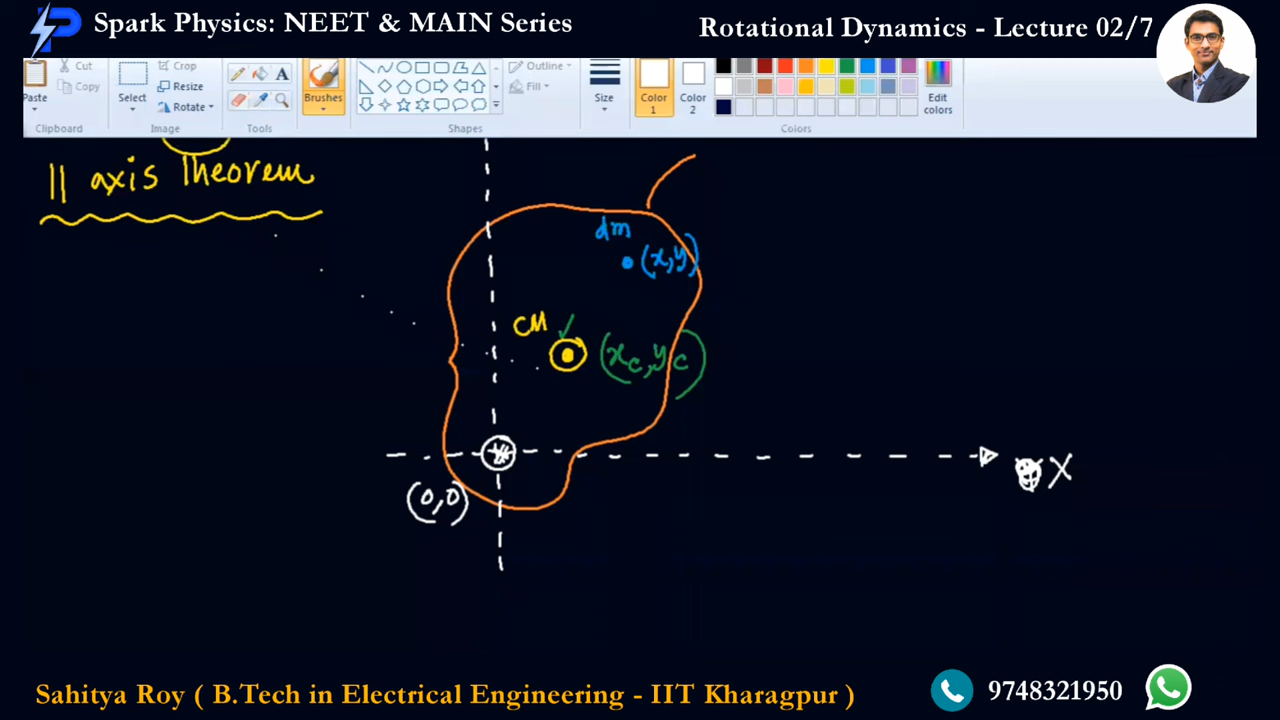 Spark Physics: NEET & MAIN Series
Rotational Dynamics - Lecture 02/7
Paste
Cut
Copy
Clipboard
Select
Crop
Resize
Rotate
Image
Tools
Brushes
Shapes
Outline
Fill
Size
Color 1
Color 2
Colors
Edit colors
|| axis Theorem
dm
(x,y)
CM
(xc,yc)
(0,0)
X
Sahitya Roy ( B.Tech in Electrical Engineering - IIT Kharagpur )
9748321950